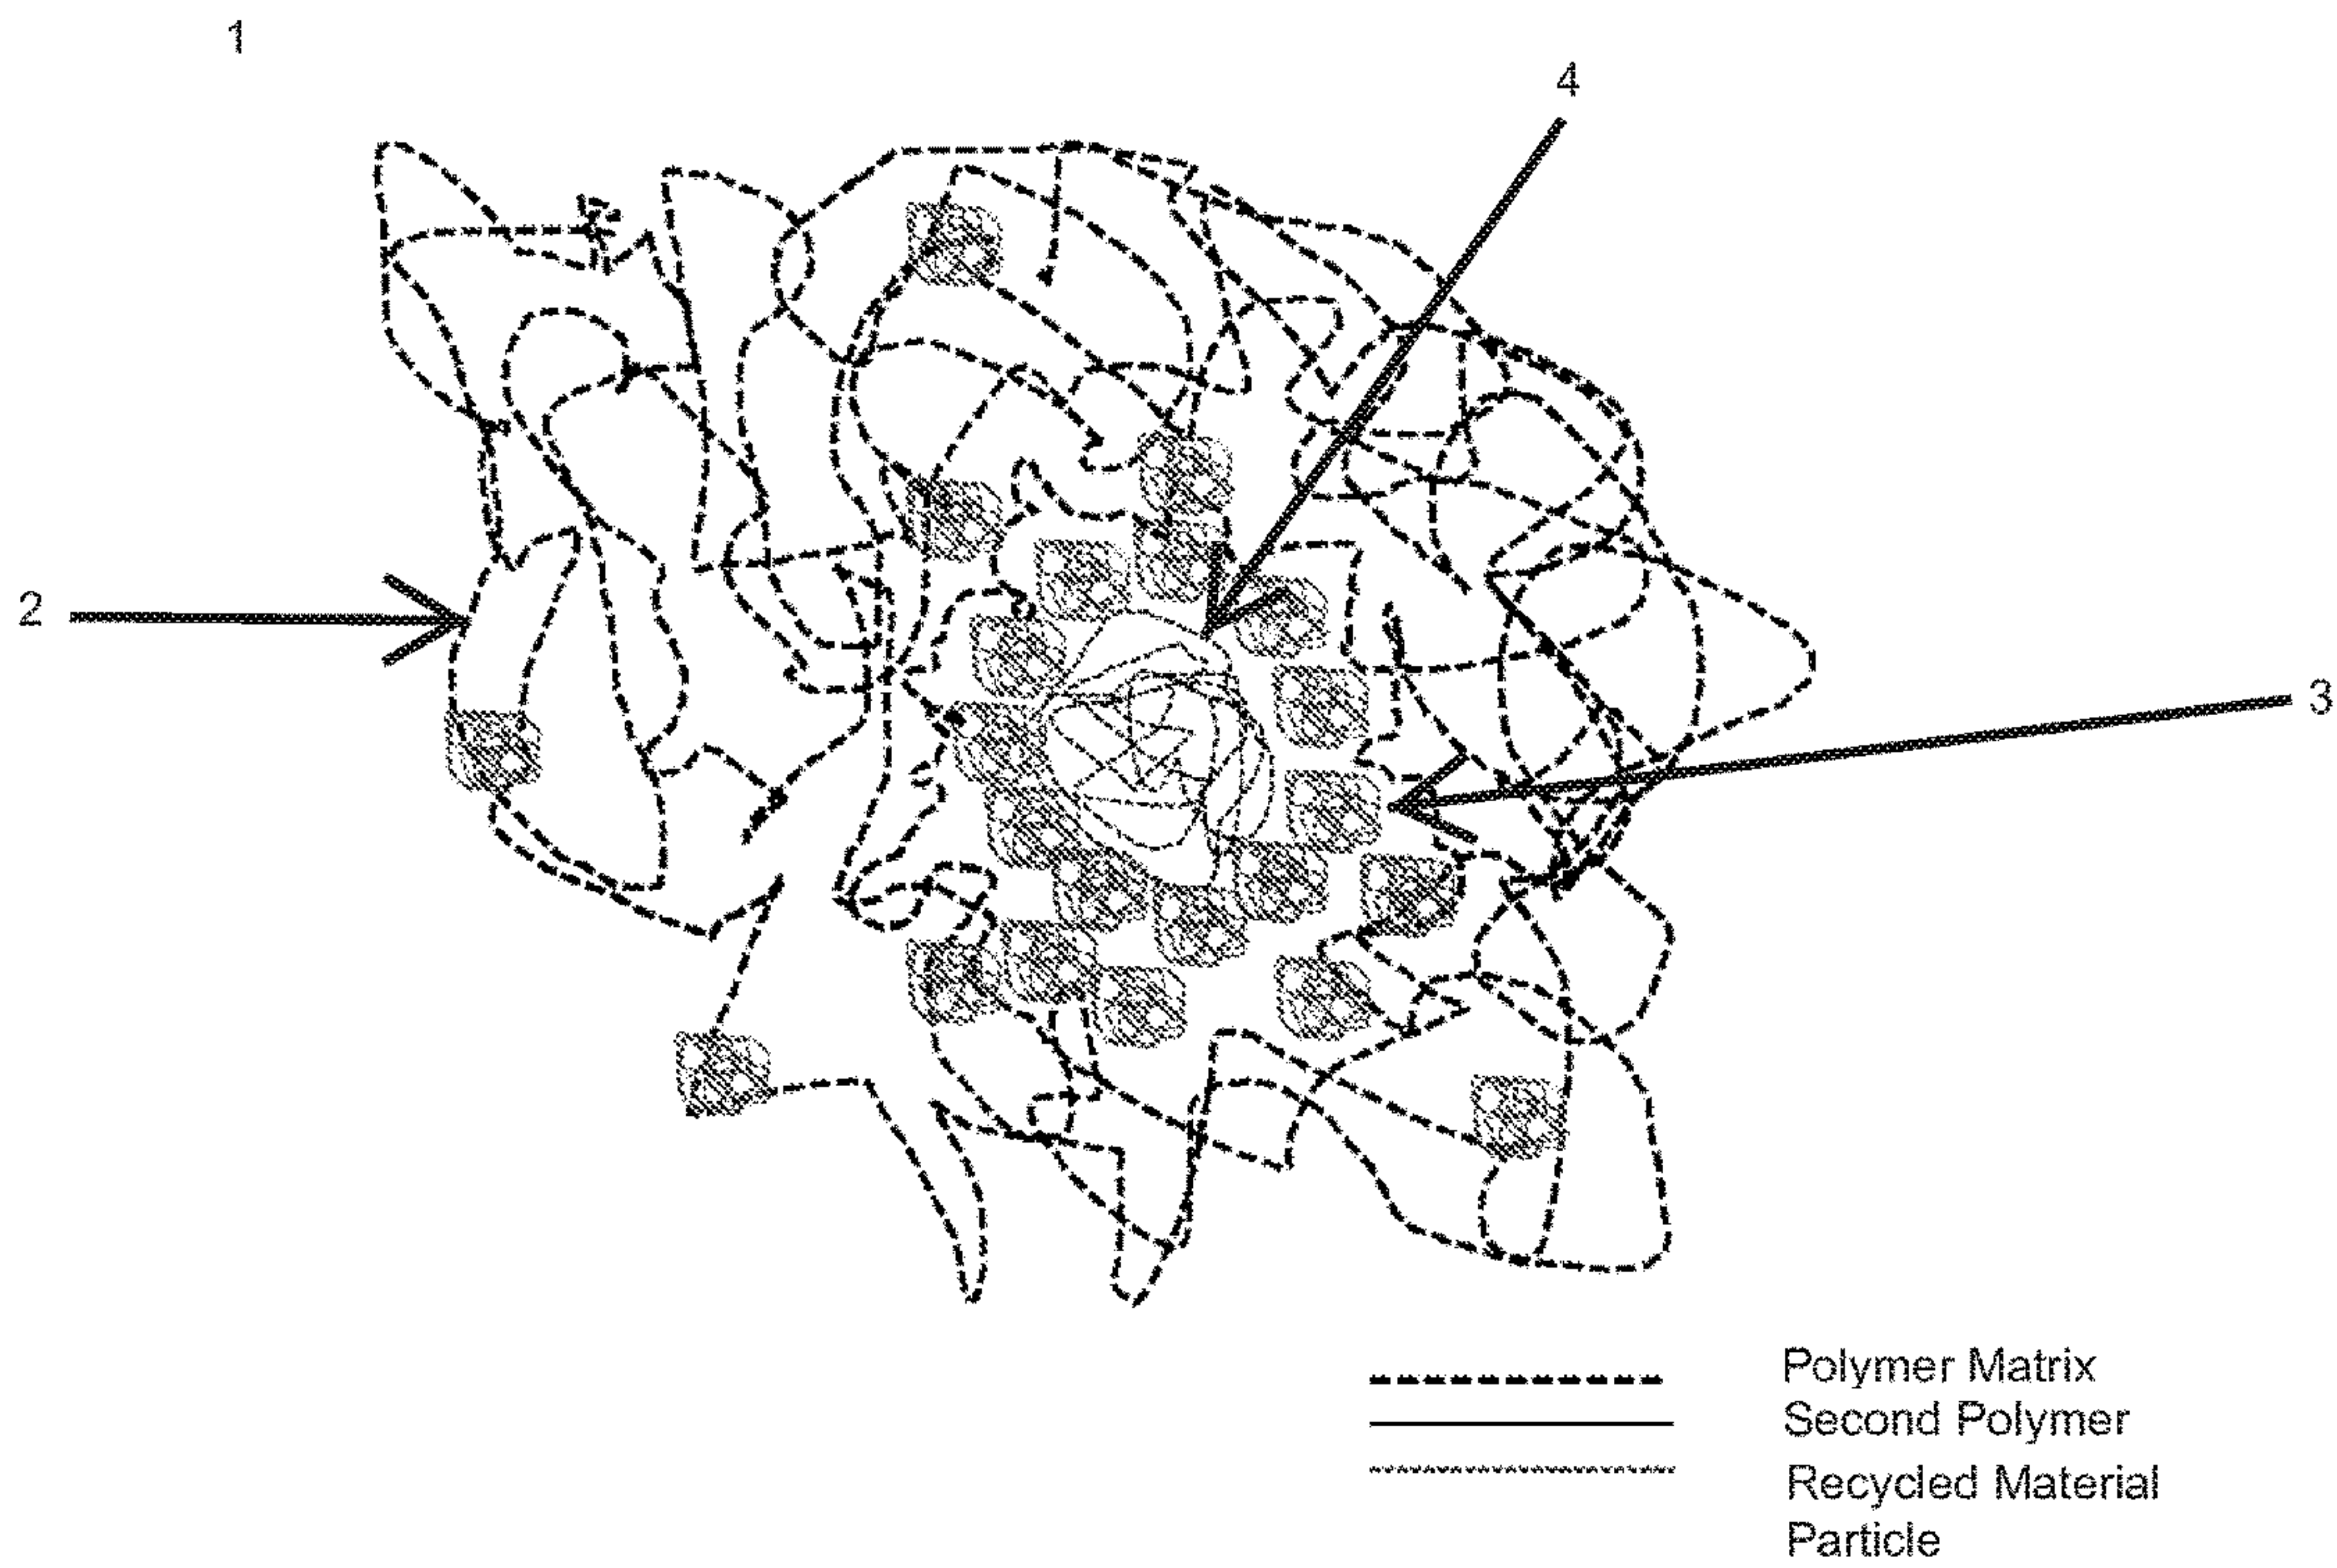 1
4
2
3
Polymer Matrix
Second Polymer
Recycled Material
Particle